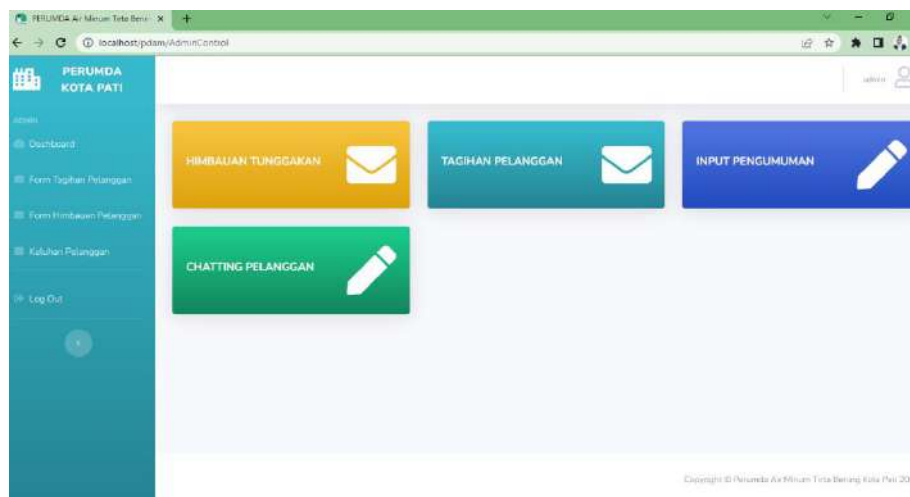 PERUMDA Air Minum Tirta Beni
localhost/pdam/AdminControl
PERUMDA
KOTA PATI
admin
ADMIN
Dashboard
Form Tagihan Pelanggan
Form Himbauan Pelanggan
Keluhan Pelanggan
Log Out
HIMBAUAN TUNGGAKAN
TAGIHAN PELANGGAN
INPUT PENGUMUMAN
CHATTING PELANGGAN
Copyright © Perumda Air Minum Tirta Bening Kota Pati 20